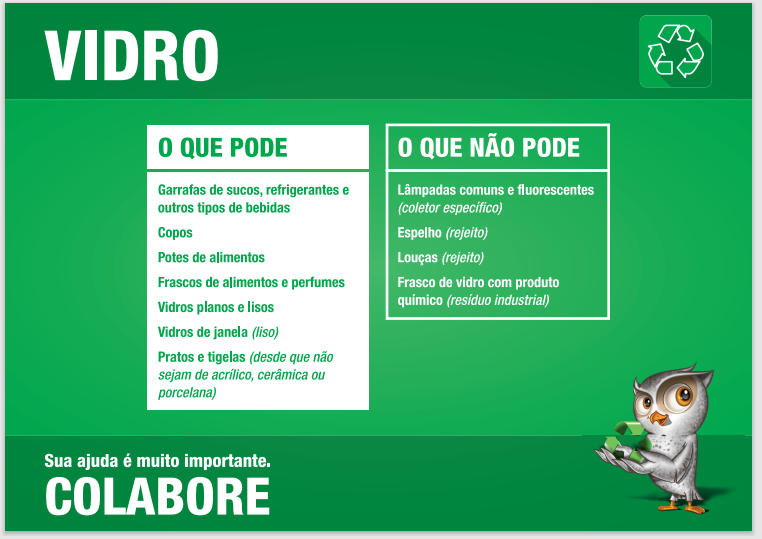 VIDRO
O QUE PODE
Garrafas de sucos, refrigerantes e
outros tipos de bebidas
Copos
Potes de alimentos
Frascos de alimentos e perfumes
Vidros planos e lisos
Vidros de janela (liso)
Pratos e tigelas (desde que não
sejam de acrílico, cerâmica ou
porcelana)
O QUE NÃO PODE
Lâmpadas comuns e fluorescentes
(coletor específico)
Espelho (rejeito)
Louças (rejeito)
Frasco de vidro com produto
químico (resíduo industrial)
Sua ajuda é muito importante.
COLABORE